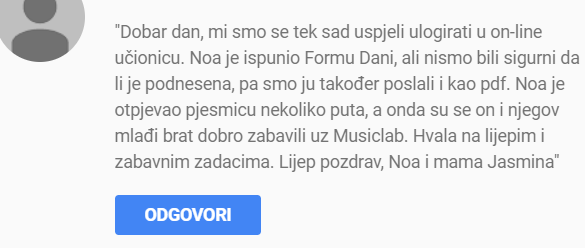 "Dobar dan, mi smo se tek sad uspjeli ulogirati u on-line
učionicu. Noa je ispunio Formu Dani, ali nismo bili sigurni da
li je podnesena, pa smo ju također poslali i kao pdf. Noa je
otpjevao pjesmicu nekoliko puta, a onda su se on i njegov
mlađi brat dobro zabavili uz Musiclab. Hvala na lijepim i
zabavnim zadacima. Lijep pozdrav, Noa i mama Jasmina"
ODGOVORI